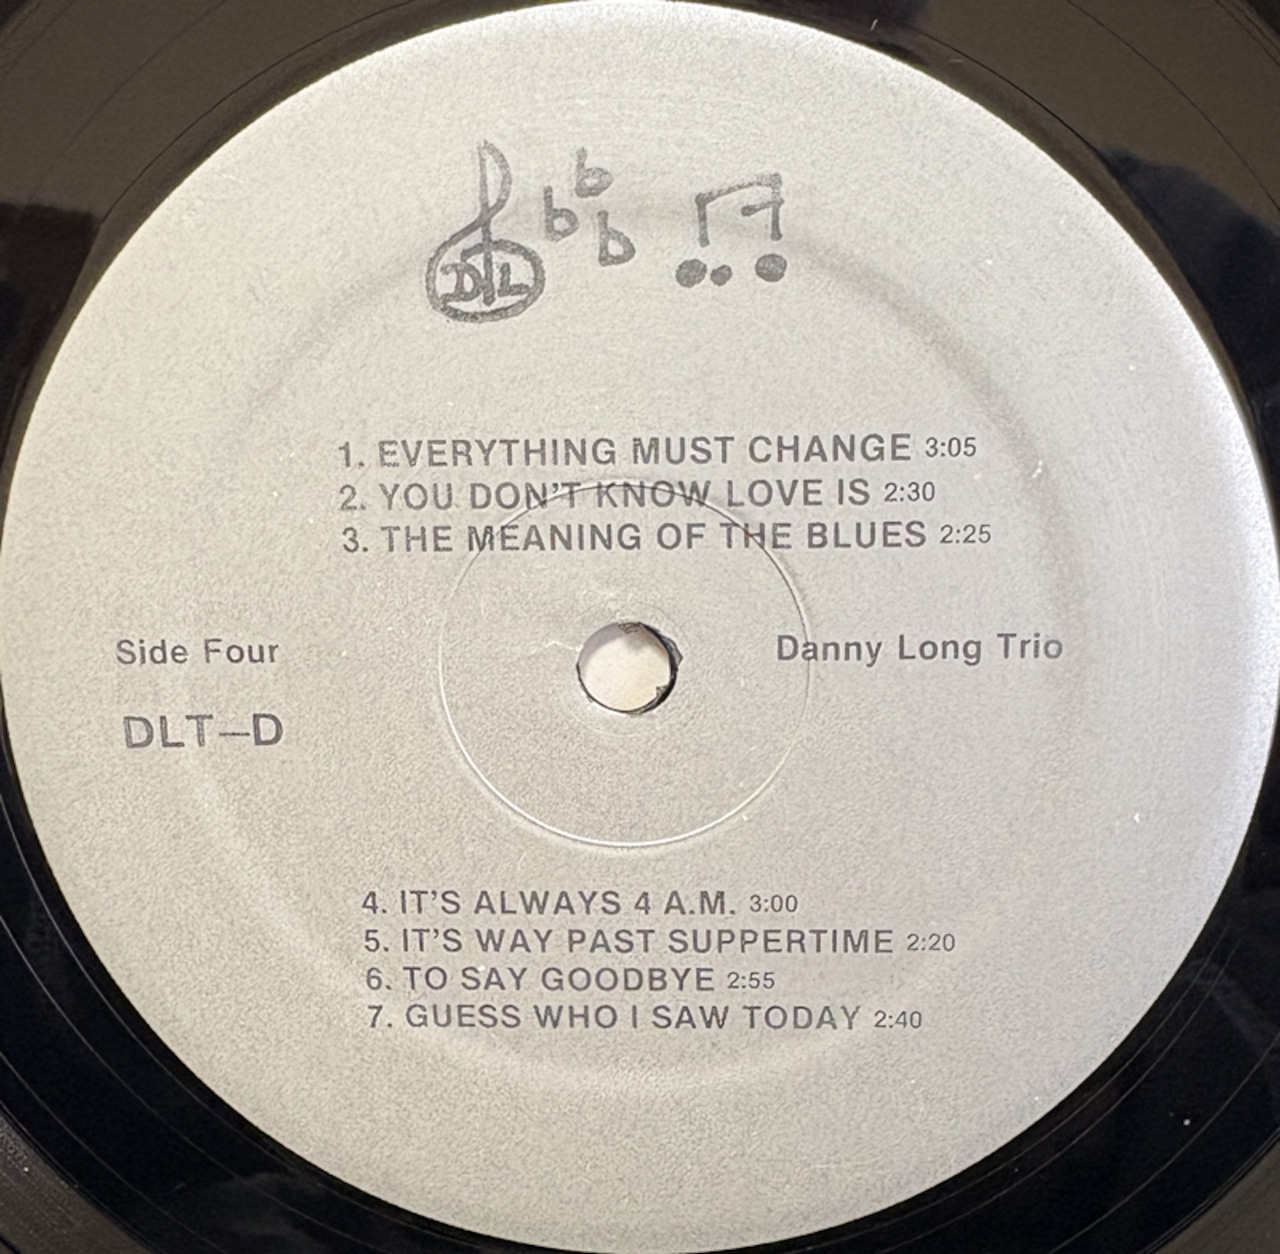 DL
b b b
1. EVERYTHING MUST CHANGE 3:05
2. YOU DON'T KNOW LOVE IS 2:30
3. THE MEANING OF THE BLUES 2:25
Side Four
Danny Long Trio
DLT—D
4. IT'S ALWAYS 4 A.M. 3:00
5. IT'S WAY PAST SUPPERTIME 2:20
6. TO SAY GOODBYE 2:55
7. GUESS WHO I SAW TODAY 2:40